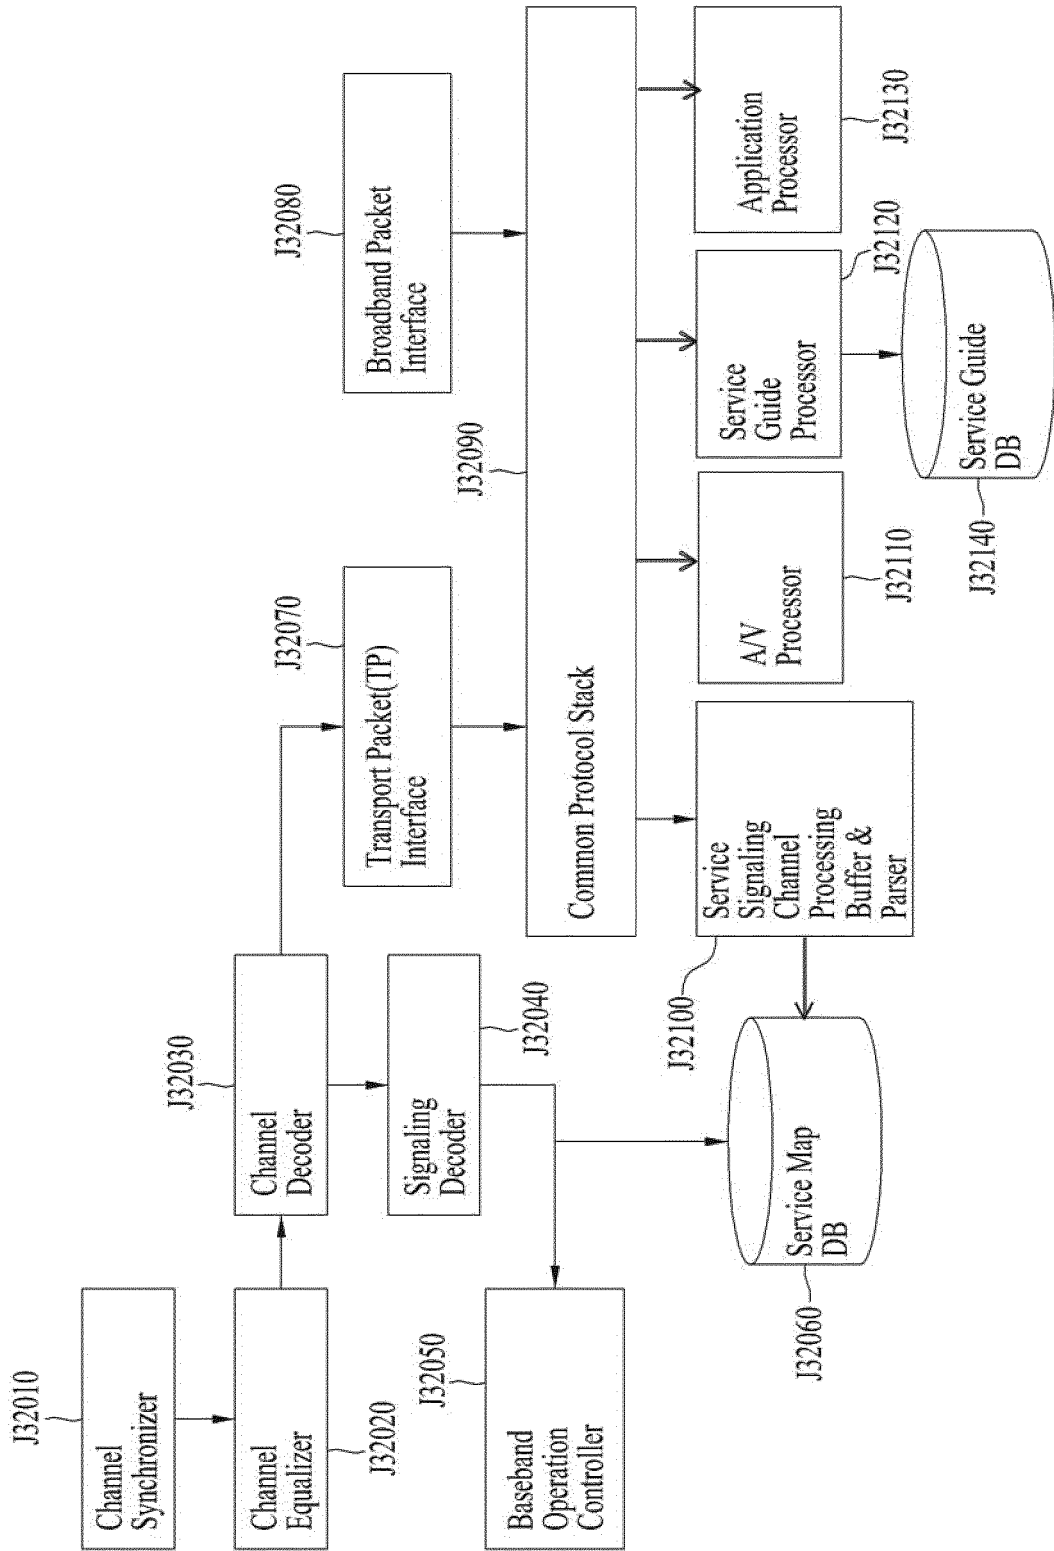 J32010
Channel
Synchronizer
Channel
Equalizer
J32020
J32030
Channel
Decoder
Signaling
Decoder
J32040
J32050
Baseband
Operation
Controller
Service Map
DB
J32060
J32070
Transport Packet(TP)
Interface
J32080
Broadband Packet
Interface
J32090
Common Protocol Stack
J32100
Service
Signaling
Channel
Processing
Buffer &
Parser
A/V
Processor
J32110
Service
Guide
Processor
J32120
Application
Processor
J32130
Service Guide
DB
J32140